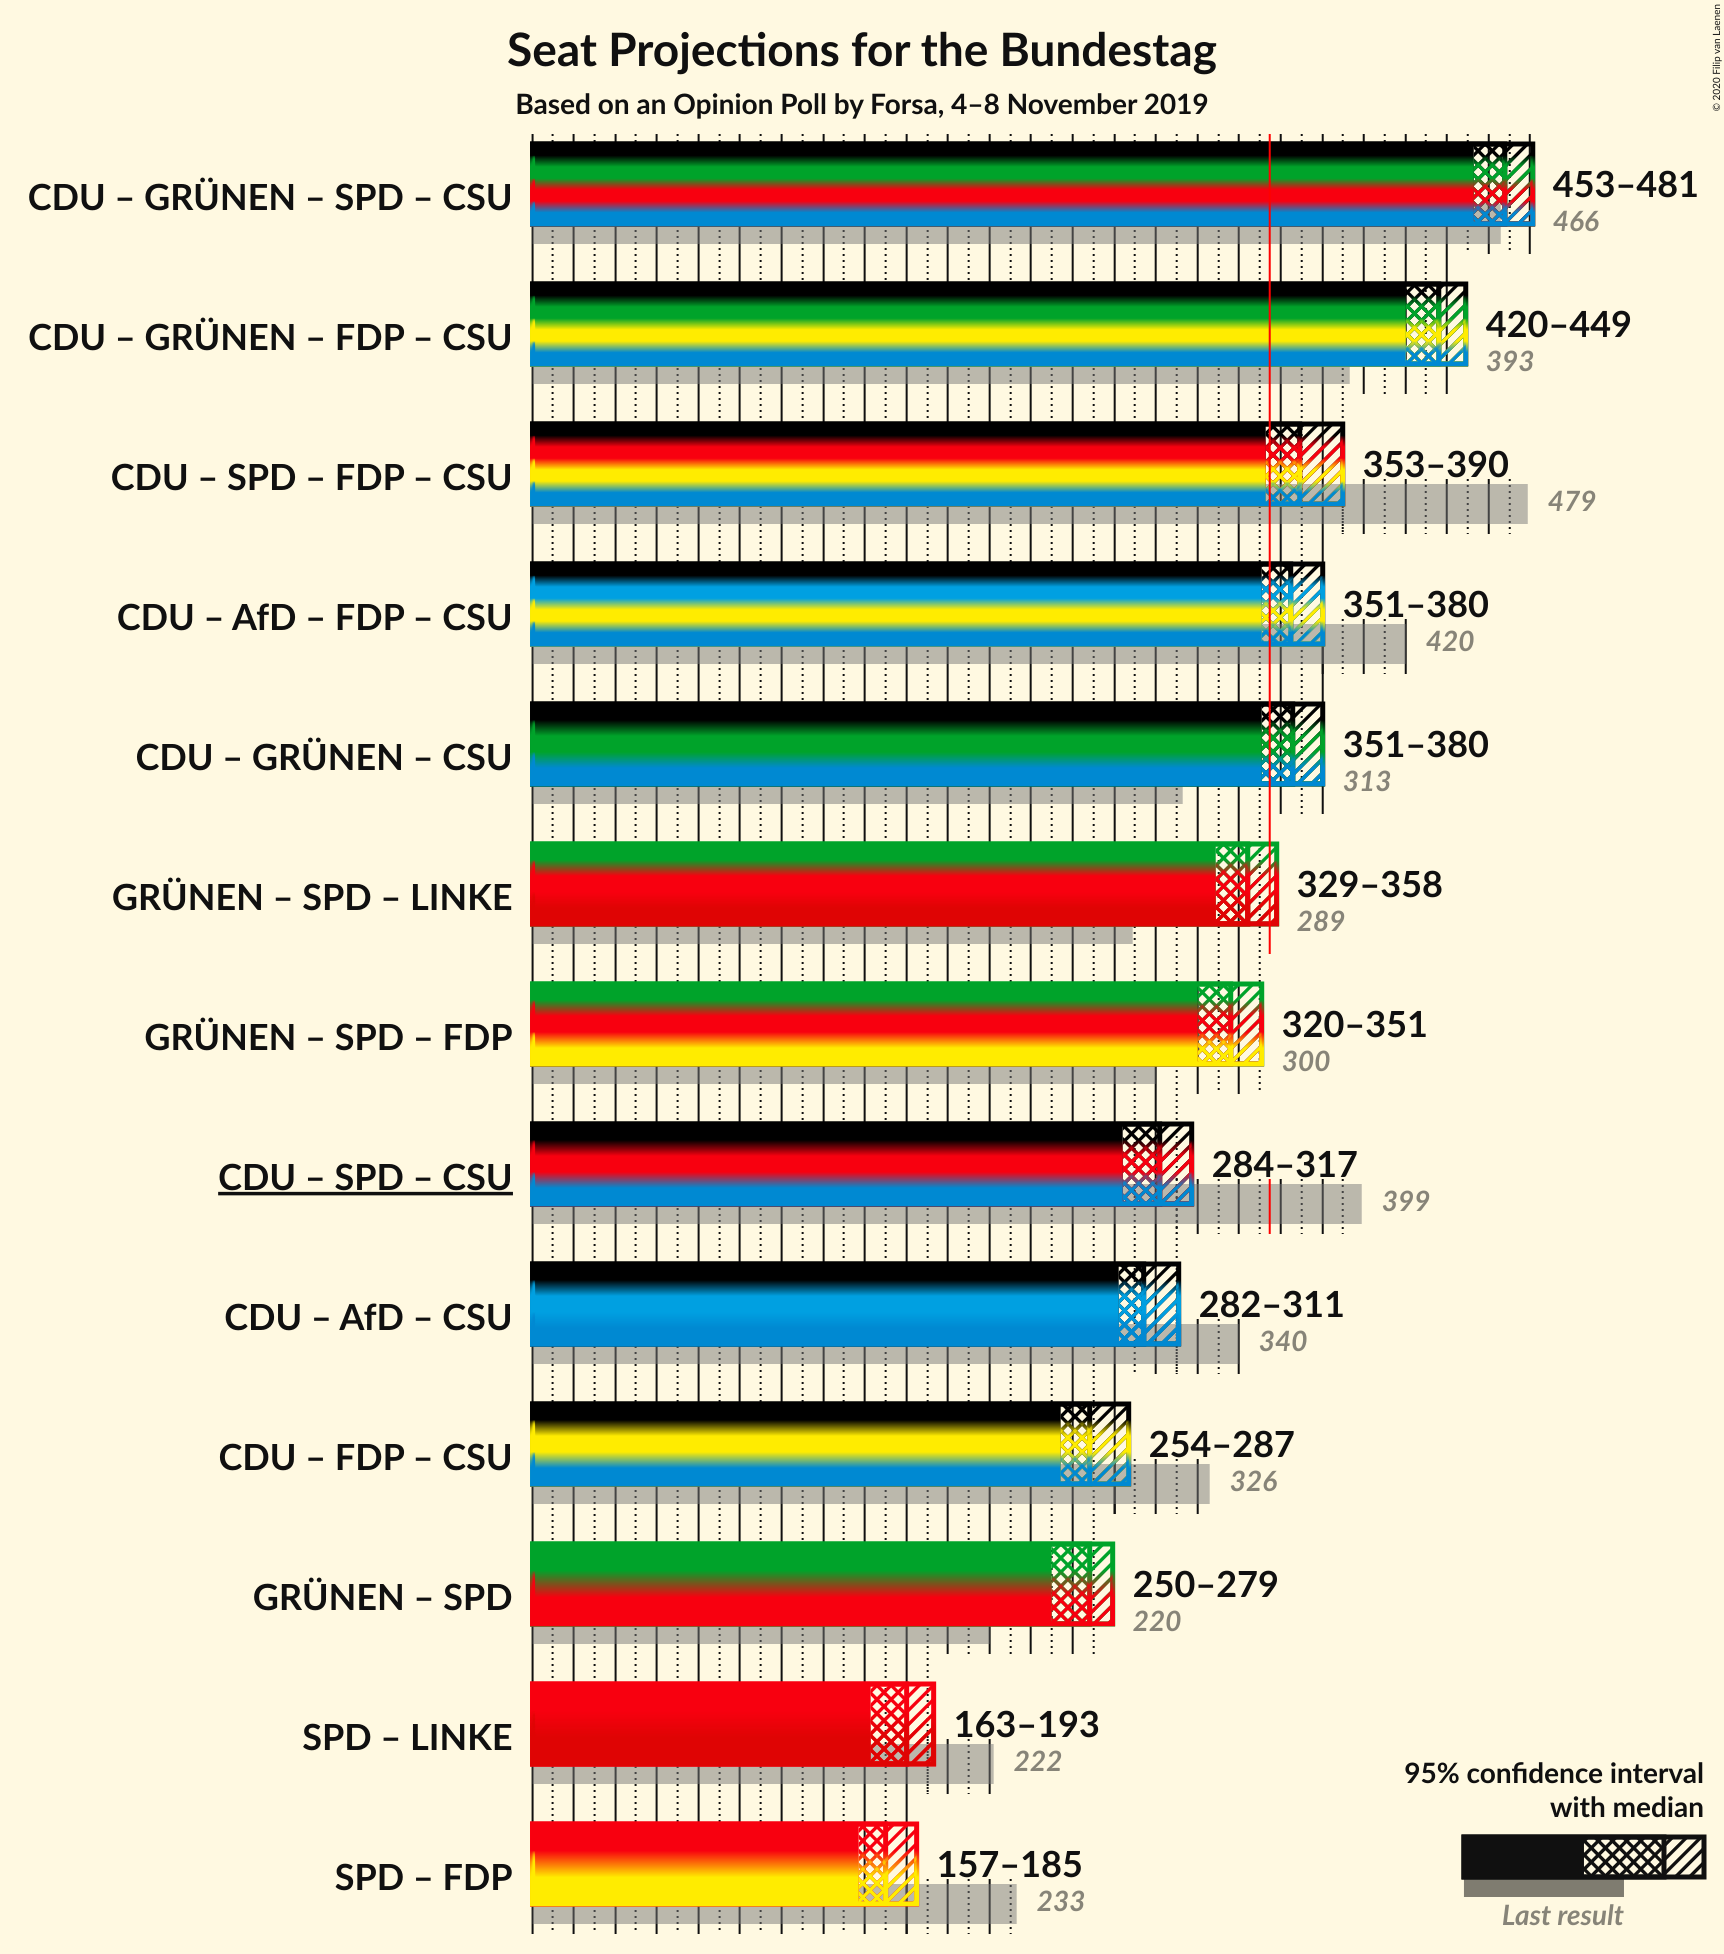 Seat Projections for the Bundestag
Based on an Opinion Poll by Forsa, 4–8 November 2019
© 2020 Filip van Laenen
CDU – GRÜNEN – SPD – CSU
453–481
466
CDU – GRÜNEN – FDP – CSU
420–449
393
CDU – SPD – FDP – CSU
353–390
479
CDU – AfD – FDP – CSU
351–380
420
CDU – GRÜNEN – CSU
351–380
313
GRÜNEN – SPD – LINKE
329–358
289
GRÜNEN – SPD – FDP
320–351
300
CDU – SPD – CSU
284–317
399
CDU – AfD – CSU
282–311
340
CDU – FDP – CSU
254–287
326
GRÜNEN – SPD
250–279
220
SPD – LINKE
163–193
222
SPD – FDP
157–185
233
95% confidence interval
with median
Last result